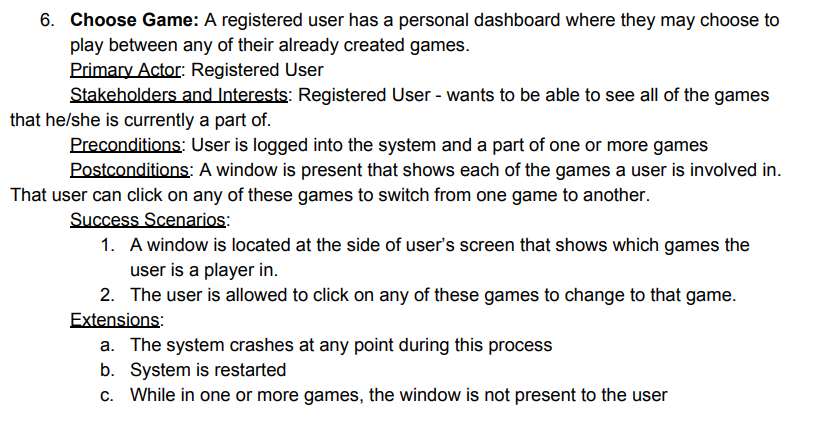 6. Choose Game: A registered user has a personal dashboard where they may choose to
play between any of their already created games.
Primary Actor: Registered User
Stakeholders and Interests: Registered User - wants to be able to see all of the games
that he/she is currently a part of.
Preconditions: User is logged into the system and a part of one or more games
Postconditions: A window is present that shows each of the games a user is involved in.
That user can click on any of these games to switch from one game to another.
Success Scenarios:
1. A window is located at the side of user's screen that shows which games the
user is a player in.
2. The user is allowed to click on any of these games to change to that game.
Extensions:
a. The system crashes at any point during this process
b. System is restarted
c. While in one or more games, the window is not present to the user